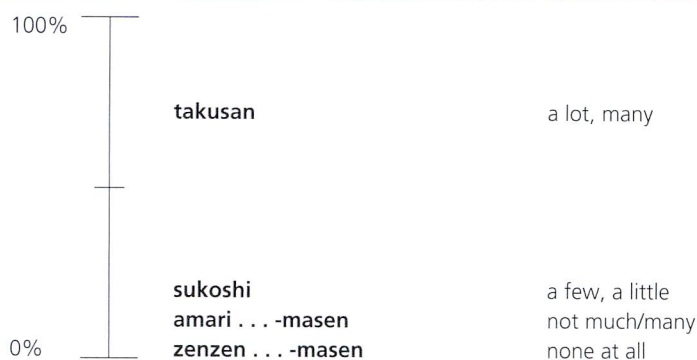 100%
takusan a lot, many
sukoshi a few, a little
amari . . . -masen not much/many
0% zenzen . . . -masen none at all